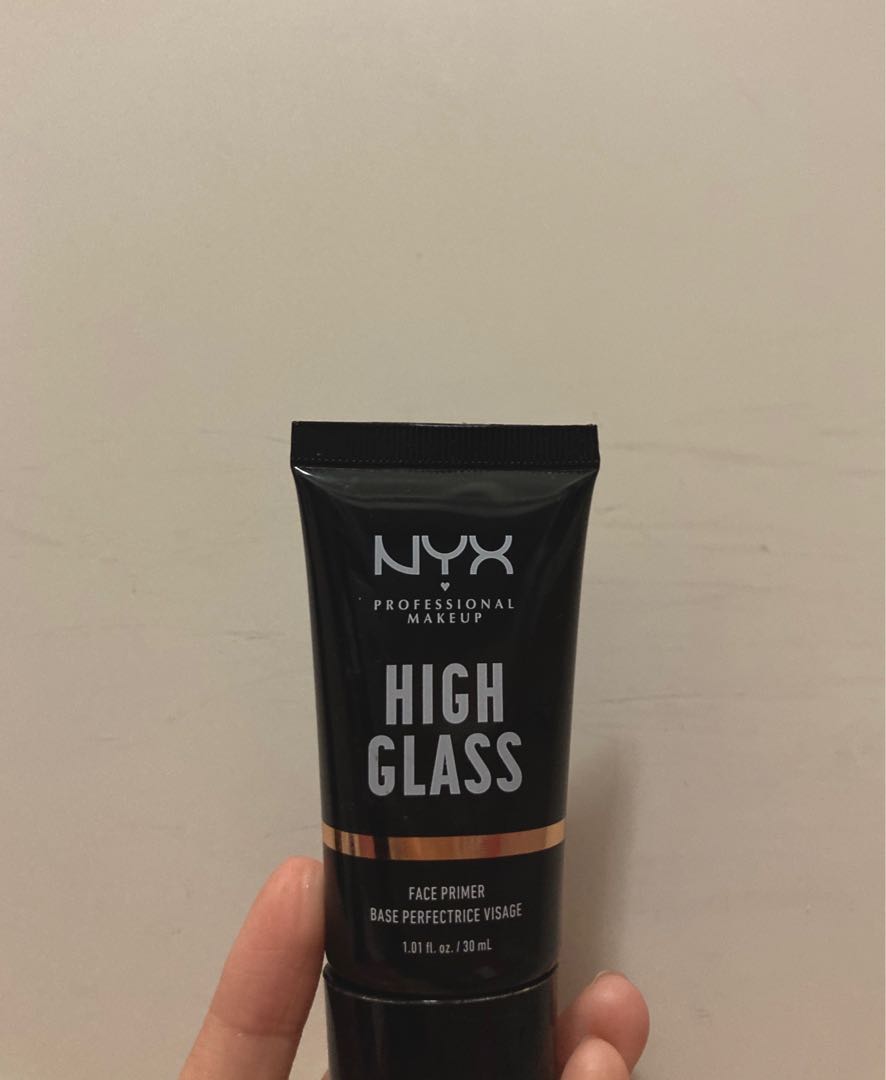 NYX
PROFESSIONAL
MAKEUP
HIGH
GLASS
FACE PRIMER
BASE PERFECTRICE VISAGE
1.01 fl. oz. / 30 mL